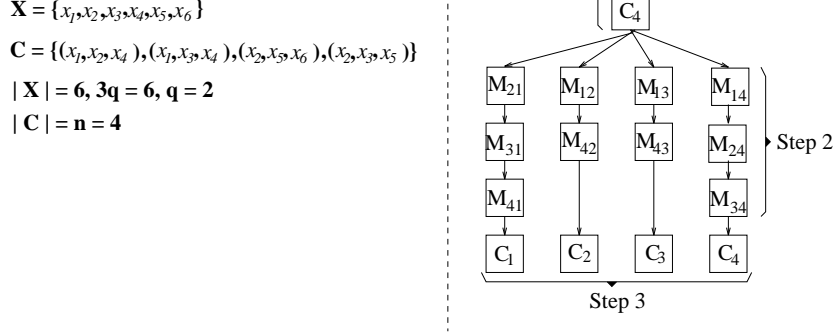 X = {x₁,x₂,x₃,x₄,x₅,x₆}
C = {(x₁,x₂,x₄),(x₁,x₃,x₄),(x₂,x₅,x₆),(x₂,x₃,x₅)}
| X | = 6, 3q = 6, q = 2
| C | = n = 4
C₄
M₂₁ M₁₂ M₁₃ M₁₄
M₃₁ M₄₂ M₄₃ M₂₄
Step 2
M₄₁ M₃₄
C₁ C₂ C₃ C₄
Step 3